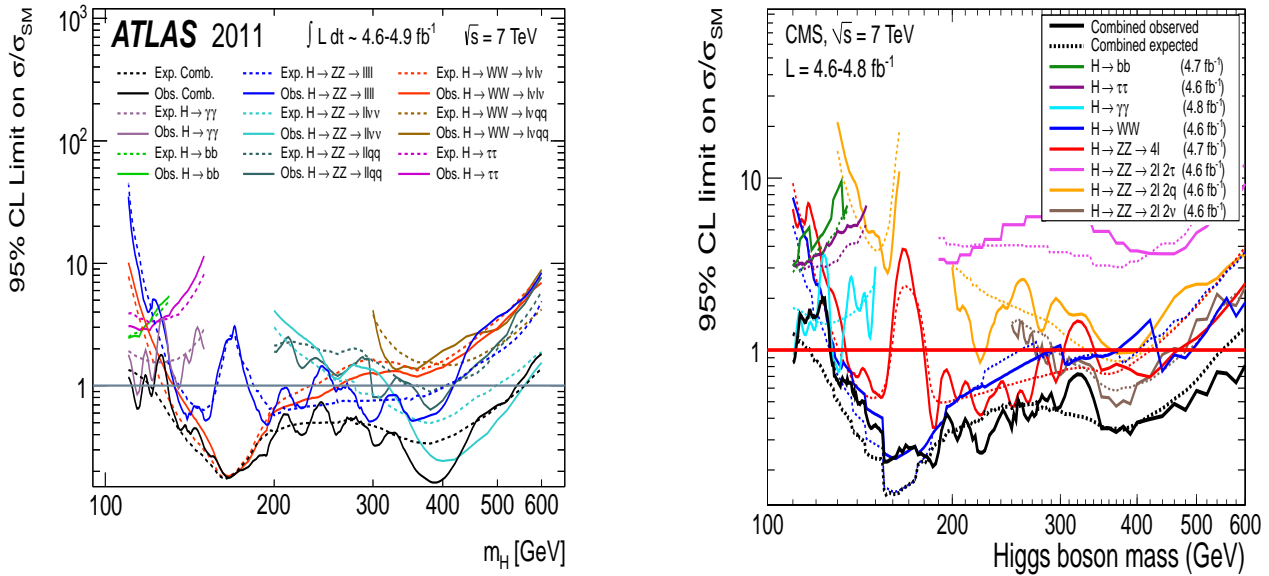 ATLAS 2011 ∫ L dt ~ 4.6-4.9 fb⁻¹ √s = 7 TeV
Exp. Comb.
Obs. Comb.
Exp. H → γγ
Obs. H → γγ
Exp. H → bb
Obs. H → bb
Exp. H → ZZ → llll
Obs. H → ZZ → llll
Exp. H → ZZ → llνν
Obs. H → ZZ → llνν
Exp. H → ZZ → llqq
Obs. H → ZZ → llqq
Exp. H → WW → lνlν
Obs. H → WW → lνlν
Exp. H → WW → lνqq
Obs. H → WW → lνqq
Exp. H → ττ
Obs. H → ττ
95% CL Limit on σ/σ_SM
10³
10²
10
1
100 200 300 400 500 600
m_H [GeV]
CMS, √s = 7 TeV
L = 4.6-4.8 fb⁻¹
Combined observed
Combined expected
H → bb (4.7 fb⁻¹)
H → ττ (4.6 fb⁻¹)
H → γγ (4.8 fb⁻¹)
H → WW (4.6 fb⁻¹)
H → ZZ → 4l (4.7 fb⁻¹)
H → ZZ → 2l 2τ (4.6 fb⁻¹)
H → ZZ → 2l 2q (4.6 fb⁻¹)
H → ZZ → 2l 2ν (4.6 fb⁻¹)
95% CL limit on σ/σ_SM
10
1
100 200 300 400 500 600
Higgs boson mass (GeV)